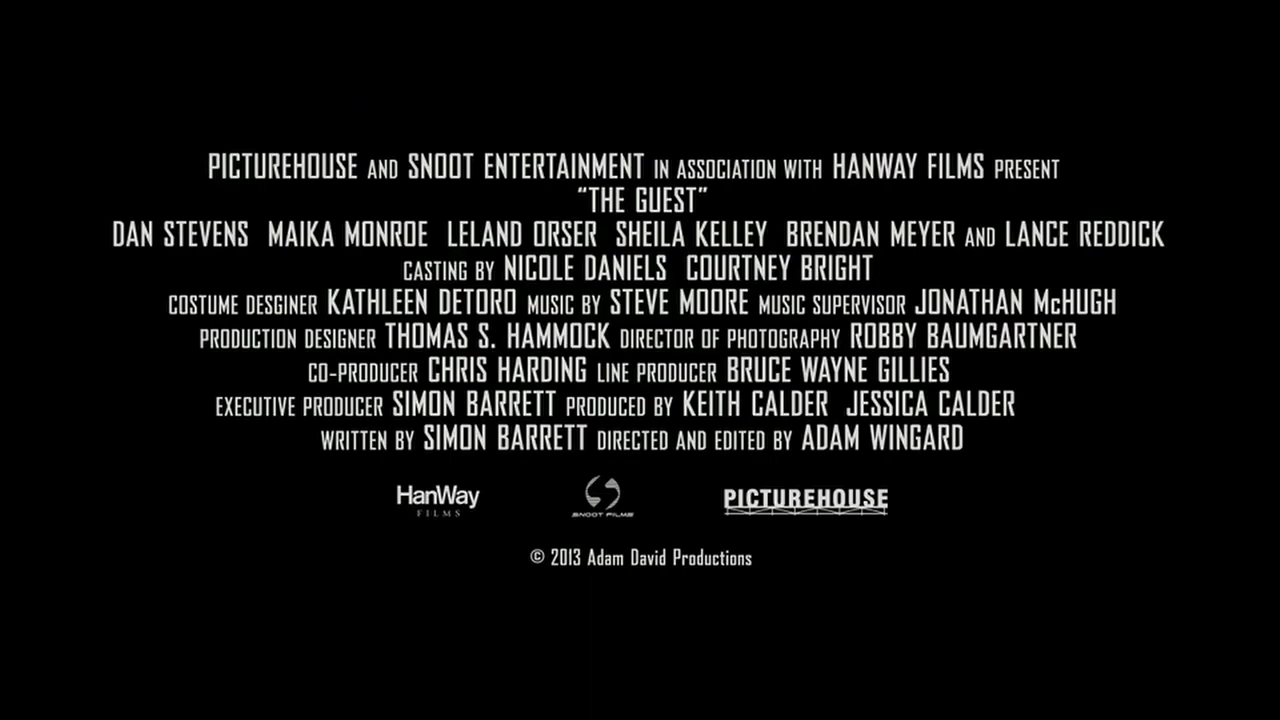 PICTUREHOUSE AND SNOOT ENTERTAINMENT IN ASSOCIATION WITH HANWAY FILMS PRESENT
“THE GUEST”
DAN STEVENS MAIKA MONROE LELAND ORSER SHEILA KELLEY BRENDAN MEYER AND LANCE REDDICK
CASTING BY NICOLE DANIELS COURTNEY BRIGHT
COSTUME DESGINER KATHLEEN DETORO MUSIC BY STEVE MOORE MUSIC SUPERVISOR JONATHAN McHUGH
PRODUCTION DESIGNER THOMAS S. HAMMOCK DIRECTOR OF PHOTOGRAPHY ROBBY BAUMGARTNER
CO-PRODUCER CHRIS HARDING LINE PRODUCER BRUCE WAYNE GILLIES
EXECUTIVE PRODUCER SIMON BARRETT PRODUCED BY KEITH CALDER JESSICA CALDER
WRITTEN BY SIMON BARRETT DIRECTED AND EDITED BY ADAM WINGARD
HanWay FILMS SNOOT FILMS PICTUREHOUSE
© 2013 Adam David Productions